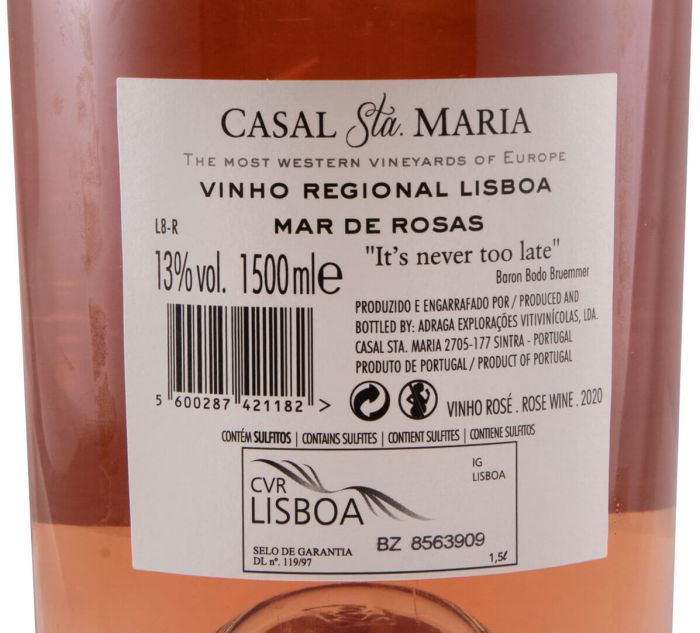 CASAL Sta. MARIA
THE MOST WESTERN VINEYARDS OF EUROPE
VINHO REGIONAL LISBOA
L8-R
MAR DE ROSAS
13%vol. 1500mle
"It's never too late"
Baron Bodo Bruemmer
PRODUZIDO E ENGARRAFADO POR / PRODUCED AND
BOTTLED BY: ADRAGA EXPLORAÇÕES VITIVINÍCOLAS, LDA.
CASAL STA. MARIA 2705-177 SINTRA - PORTUGAL
PRODUTO DE PORTUGAL / PRODUCT OF PORTUGAL
5 600287 421182 >
VINHO ROSÉ . ROSE WINE . 2020
CONTÉM SULFITOS | CONTAINS SULFITES | CONTIENT SULFITES | CONTIENE SULFITOS
CVR
LISBOA
IG
LISBOA
SELO DE GARANTIA
DL nº. 119/97
BZ 8563909
1,5ℓ